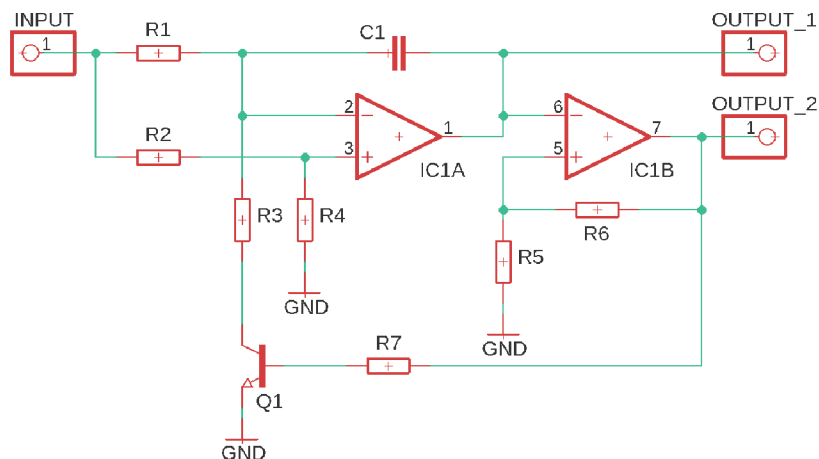 INPUT
1
R1
C1
OUTPUT_1
1
OUTPUT_2
1
R2
2
3
1
IC1A
6
5
7
IC1B
R3
R4
R5
R6
GND
GND
R7
Q1
GND